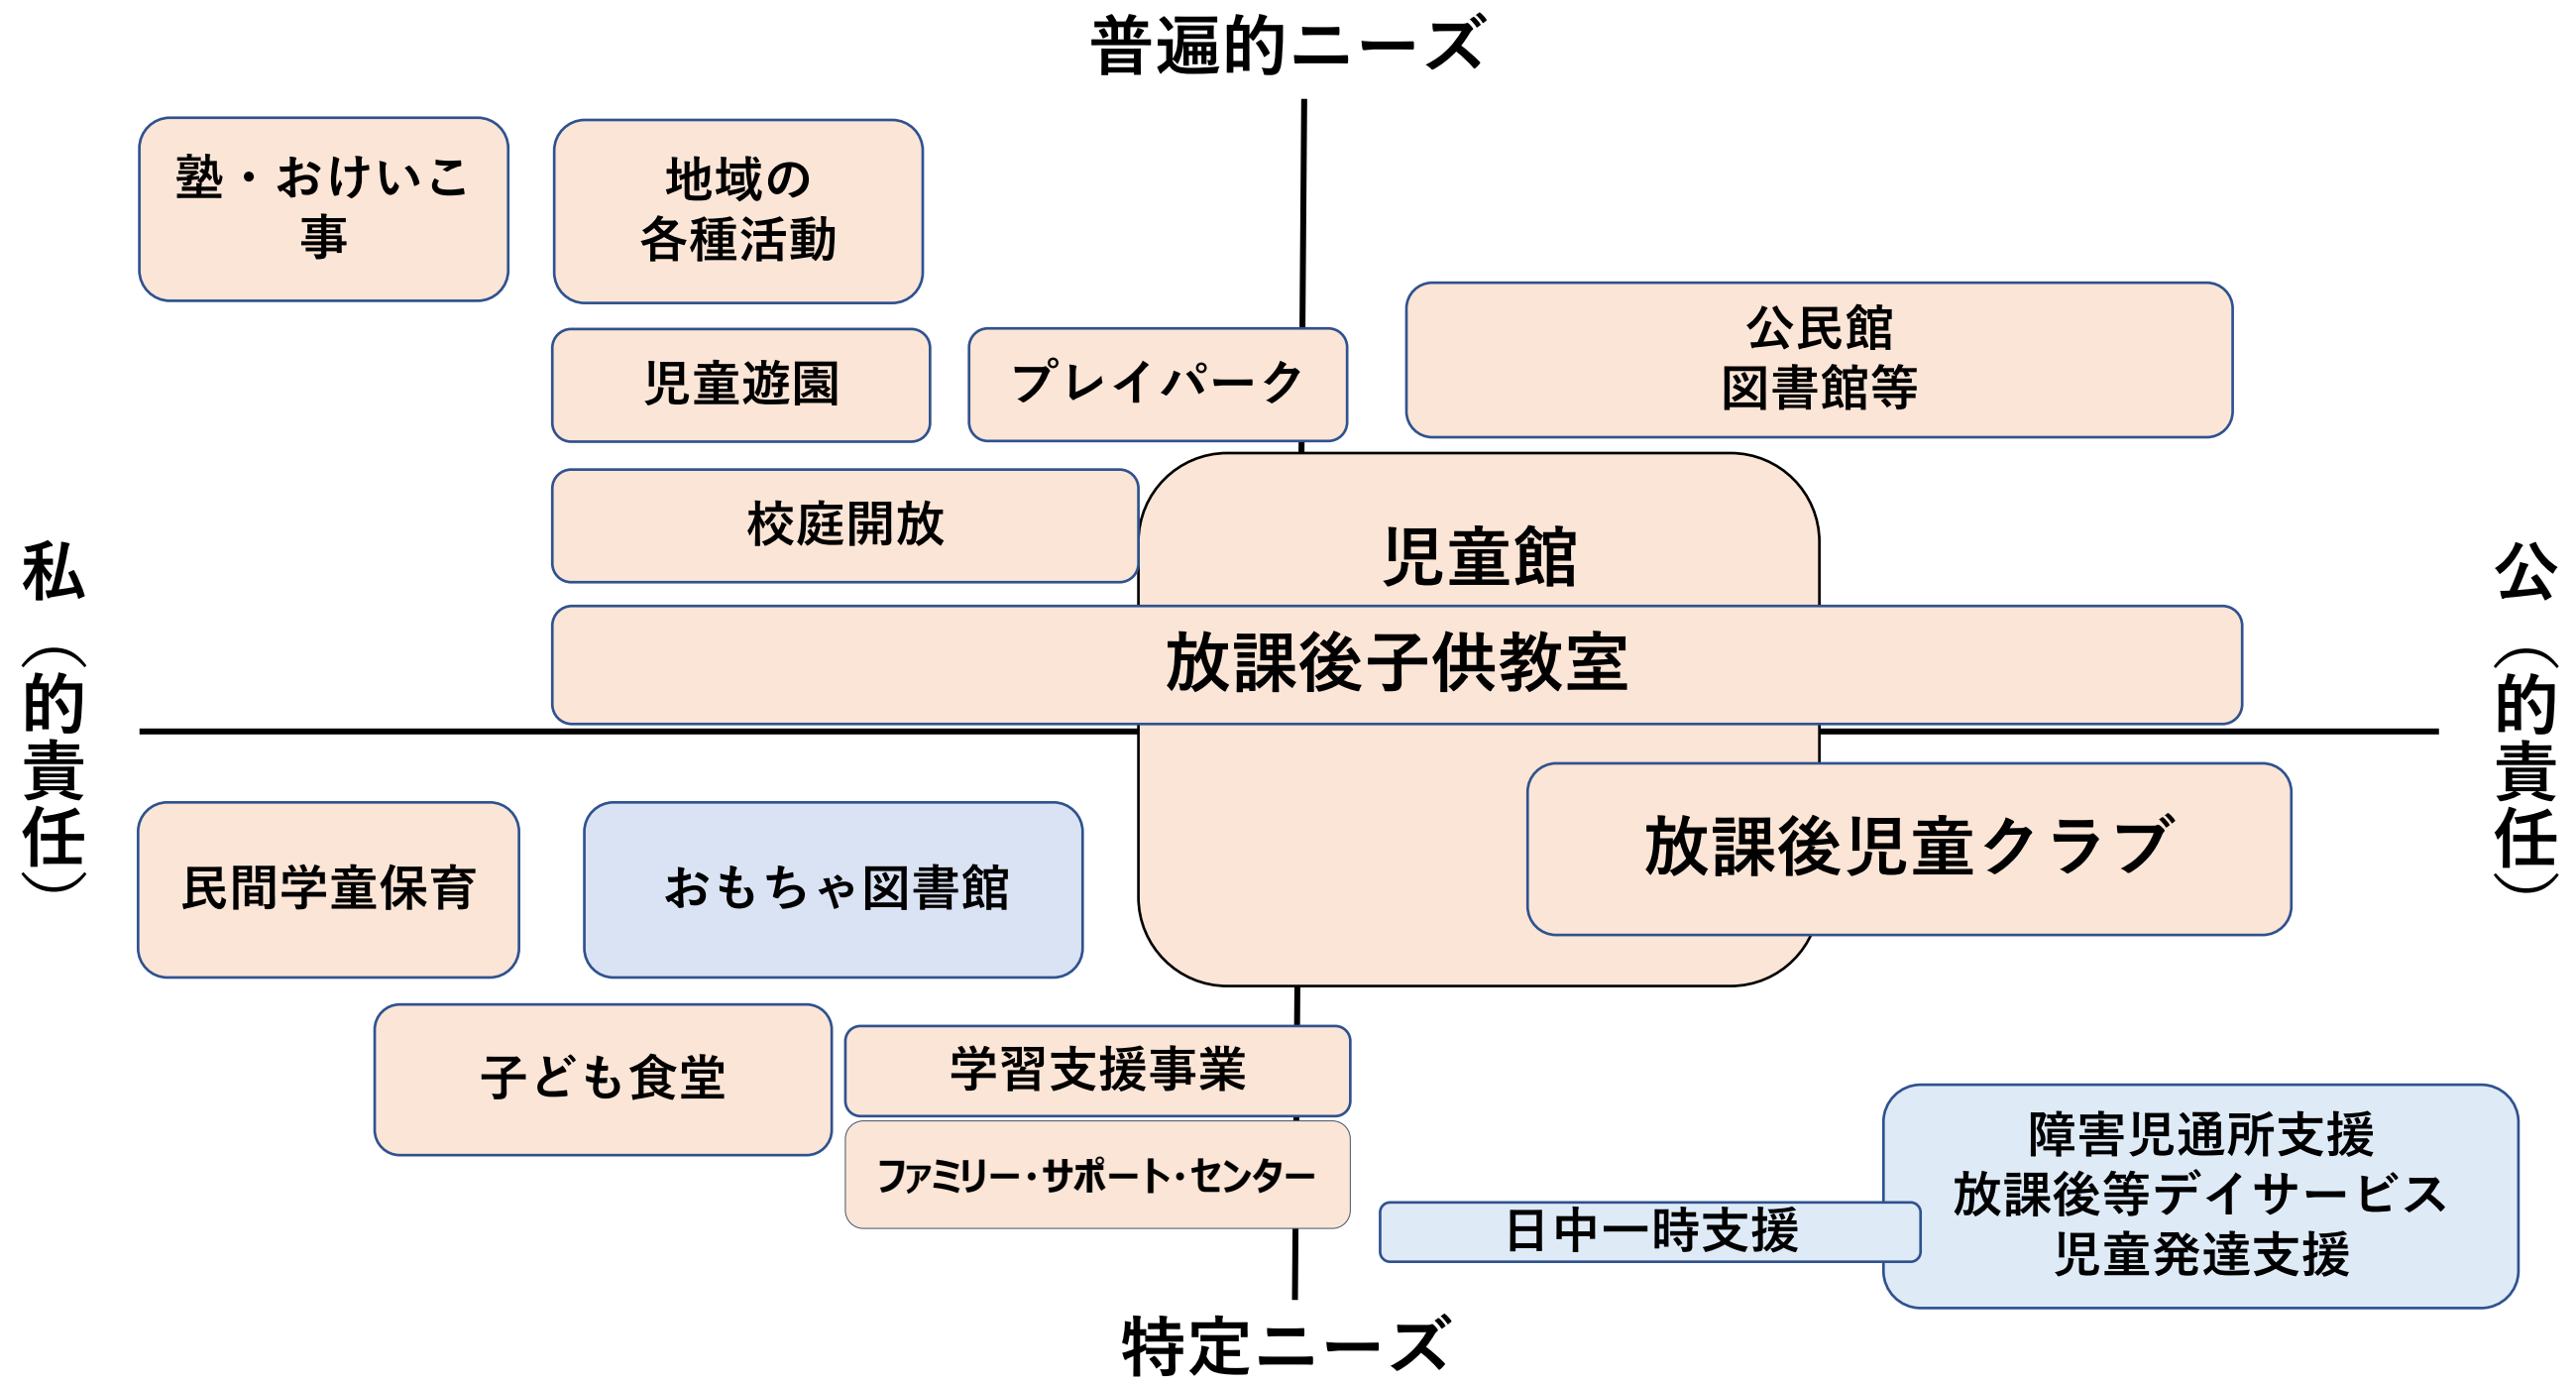 普遍的ニーズ
塾・おけいこ
事
地域の
各種活動
公民館
図書館等
児童遊園
プレイパーク
校庭開放
児童館
私（的責任）
公（的責任）
放課後子供教室
放課後児童クラブ
民間学童保育
おもちゃ図書館
子ども食堂
学習支援事業
ファミリー・サポート・センター
日中一時支援
障害児通所支援
放課後等デイサービス
児童発達支援
特定ニーズ